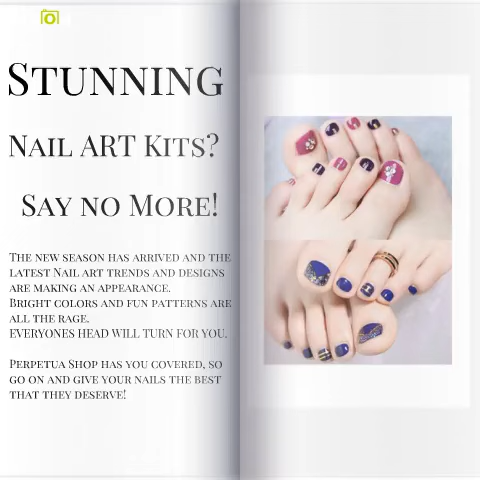 Stunning
Nail ART Kits?
Say no More!
The new season has arrived and the
latest Nail art trends and designs
are making an appearance.
Bright colors and fun patterns are
all the rage.
EVERYONES HEAD WILL TURN FOR YOU.
Perpetua Shop has you covered, so
go on and give your nails the best
that they deserve!